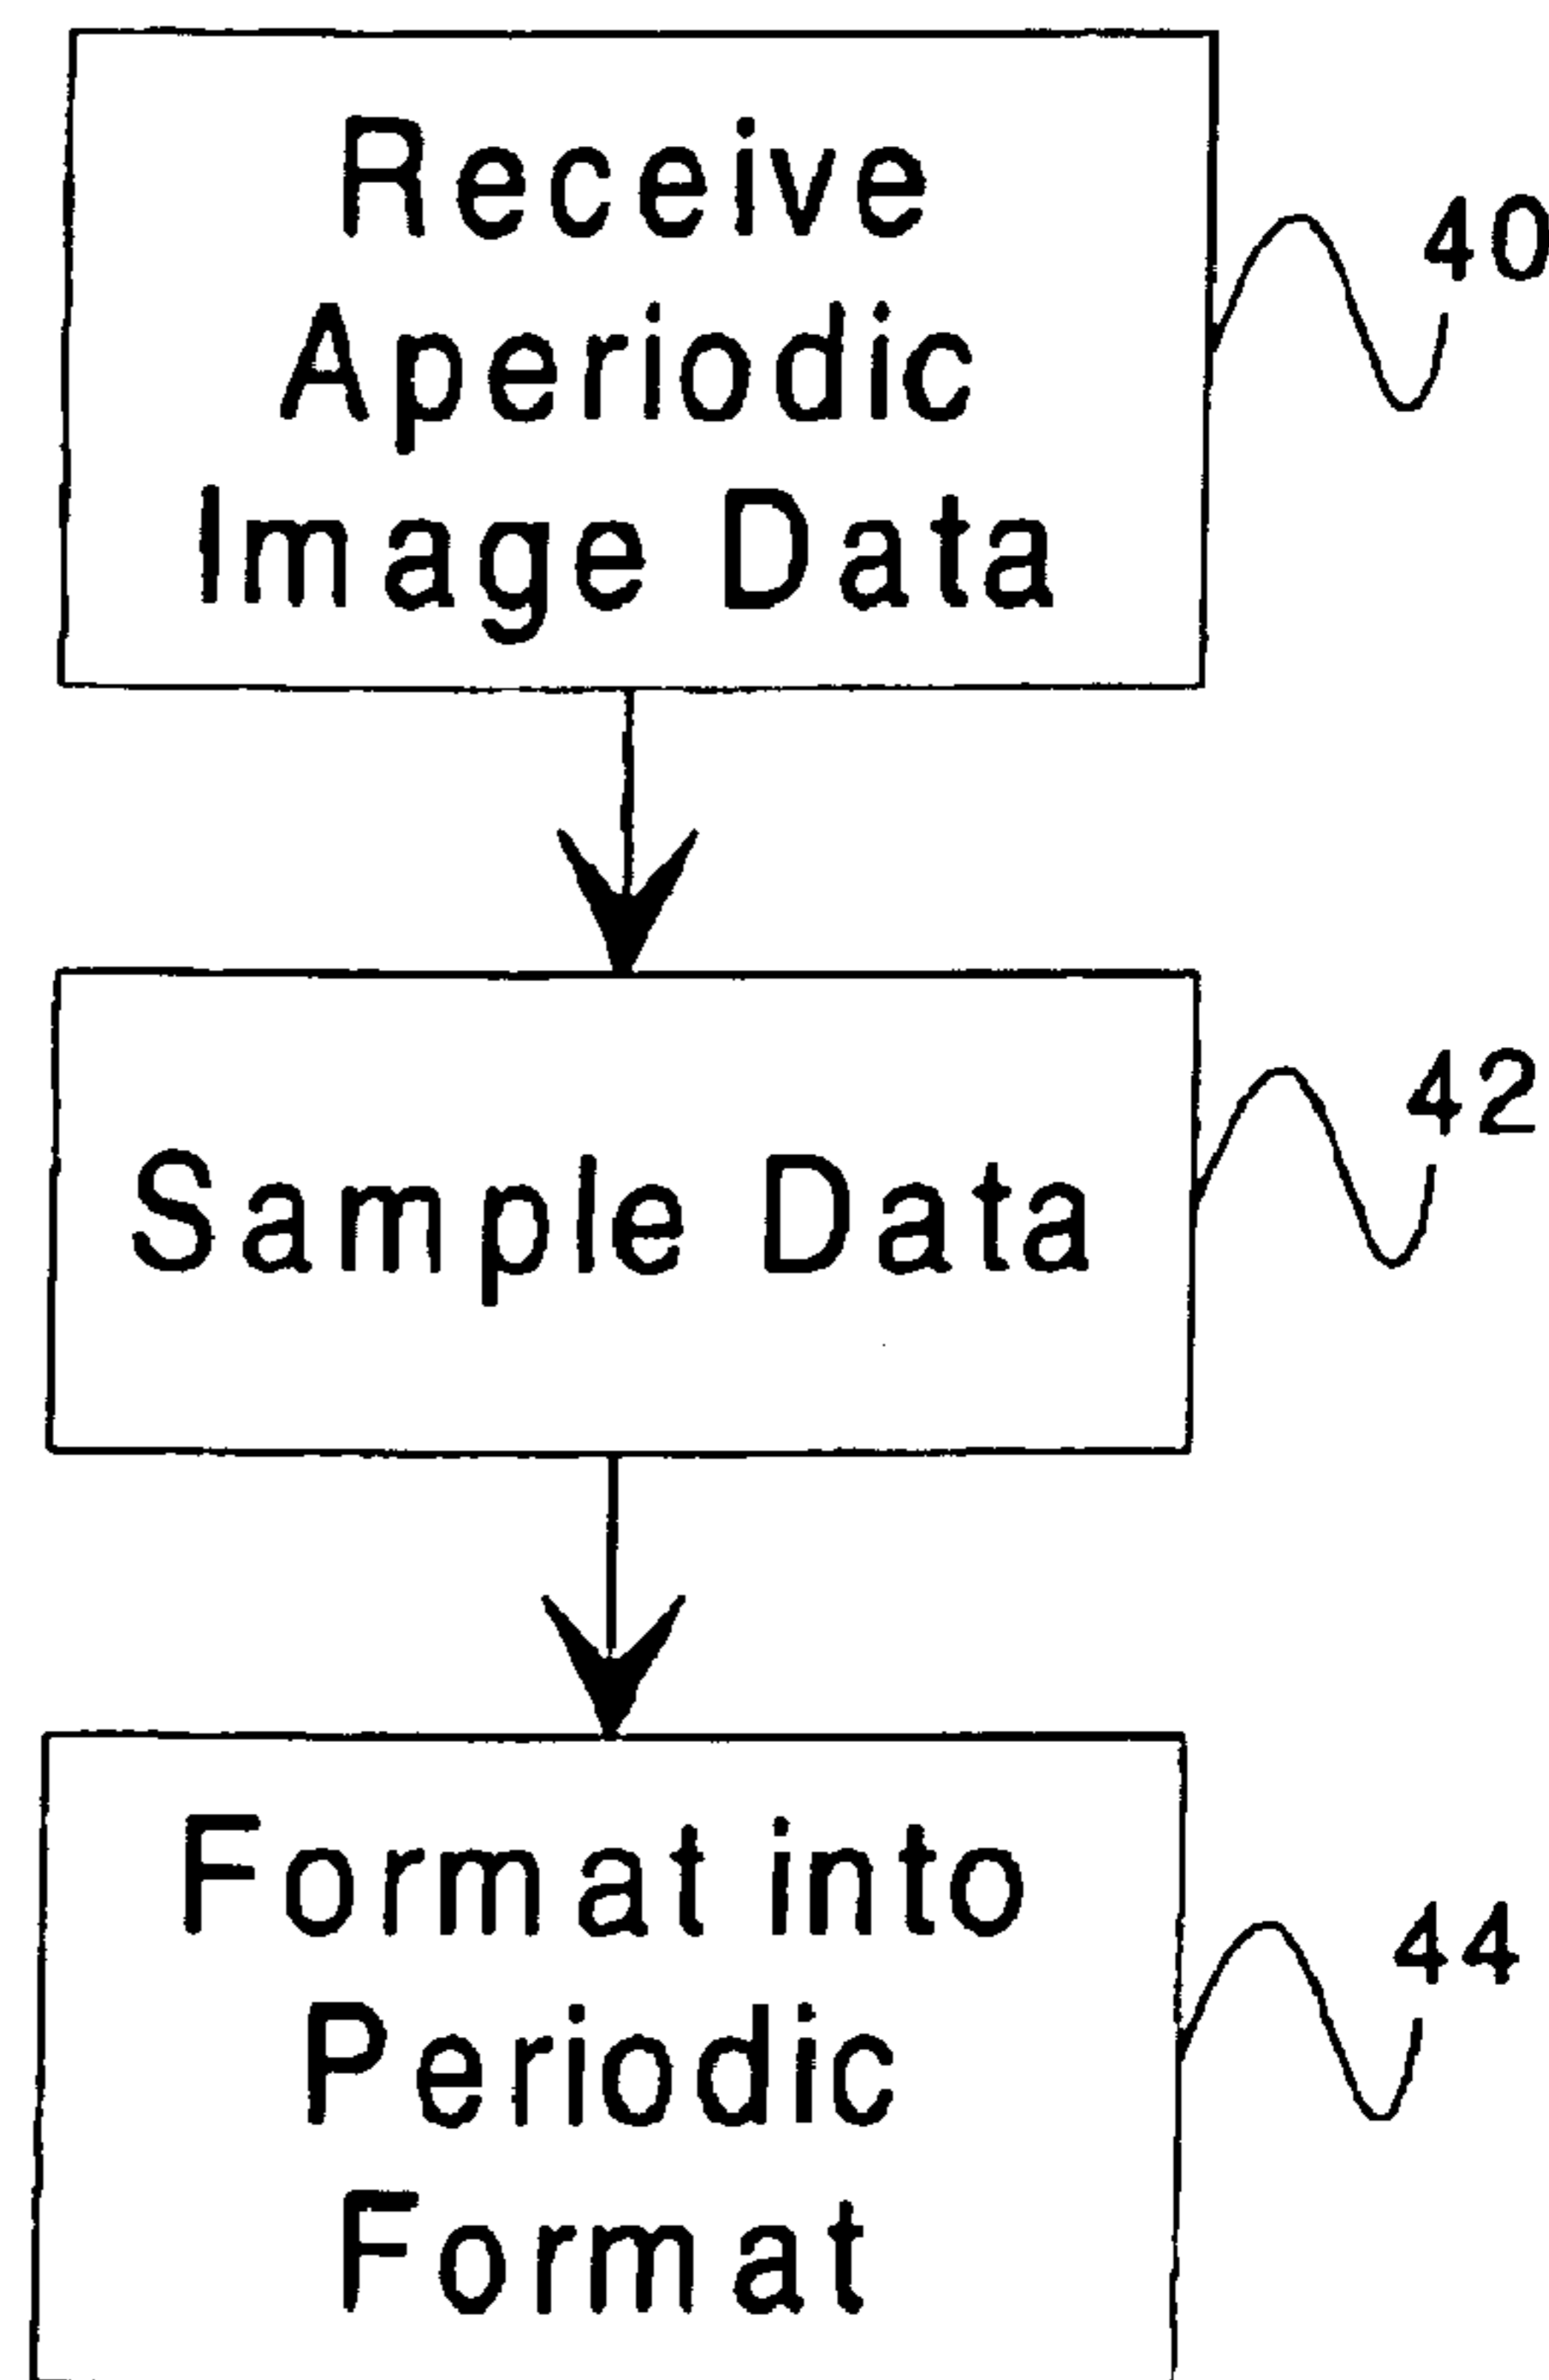 Receive
Aperiodic
Image Data
40
Sample Data
42
Format into
Periodic
Format
44